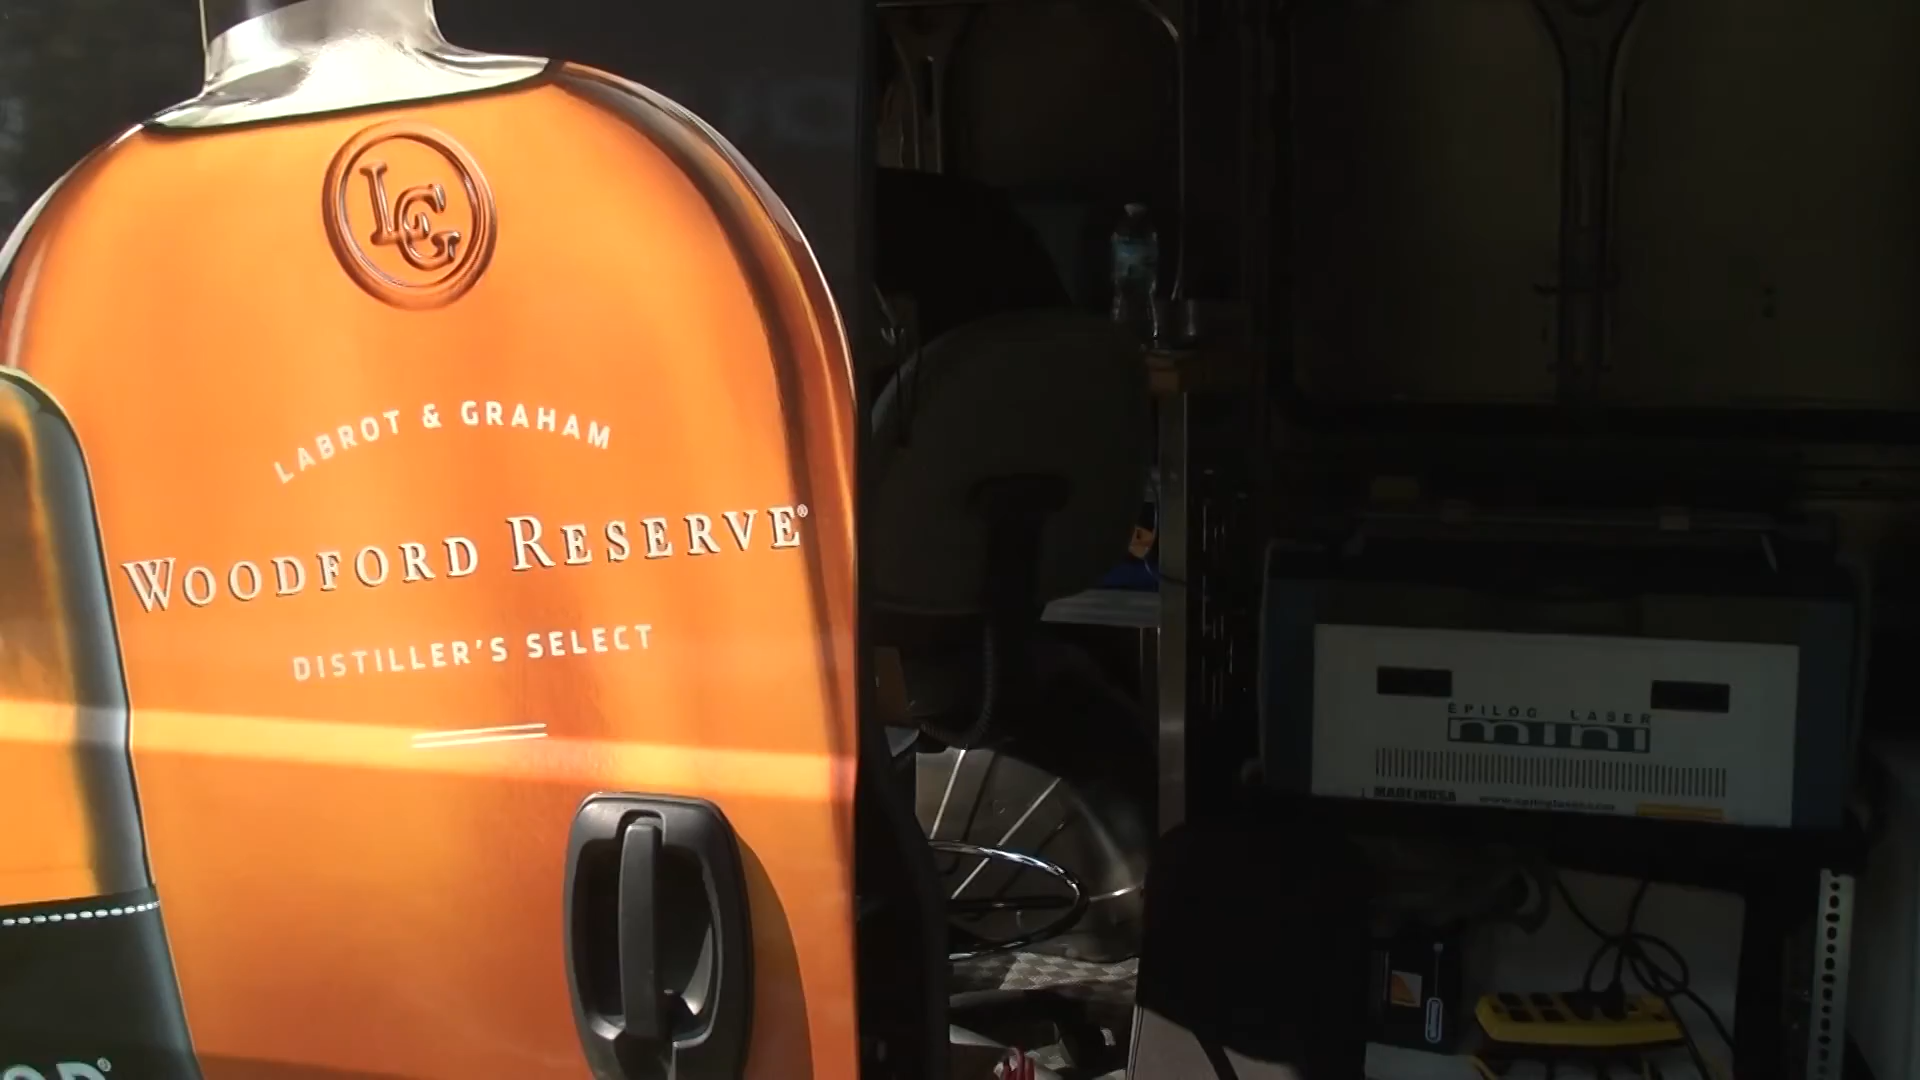 LG
LABROT & GRAHAM
WOODFORD RESERVE®
DISTILLER'S SELECT
EPILOG LASER
mini